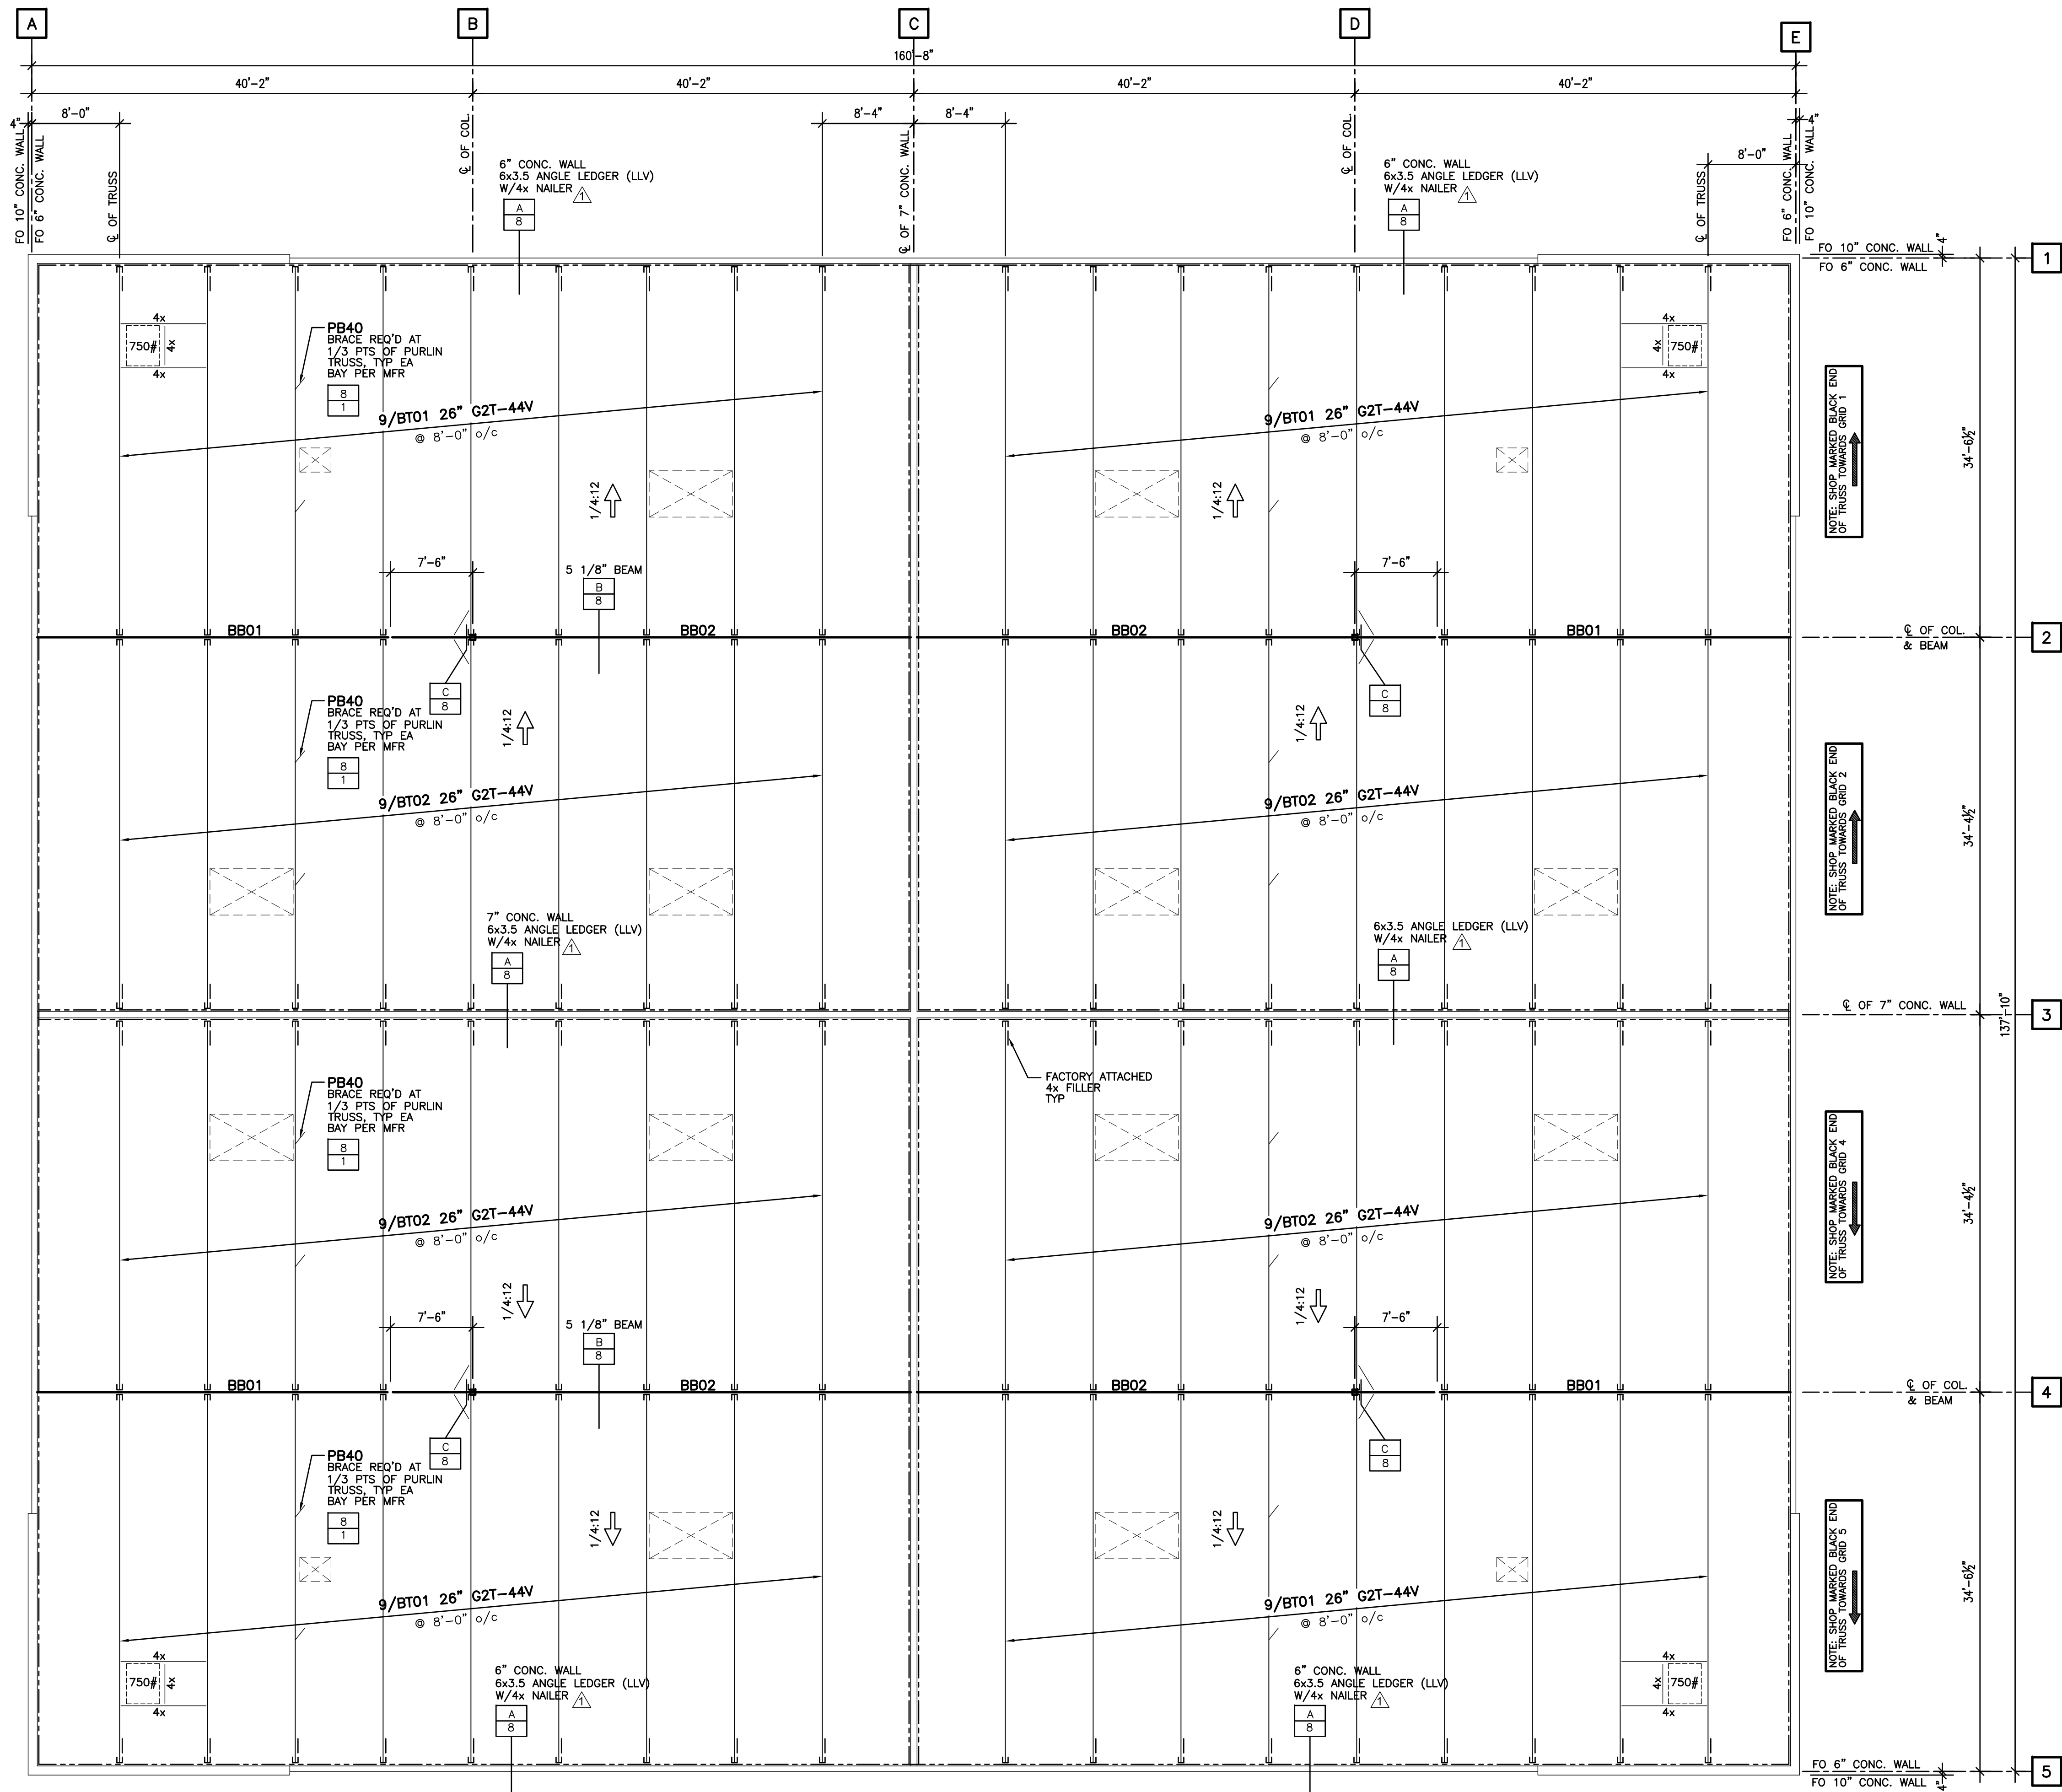 A
B
C
D
E
160'-8"
40'-2"
40'-2"
40'-2"
40'-2"
4"
8'-0"
8'-4"
8'-4"
8'-0"
4"
FO 10" CONC. WALL
FO 6" CONC. WALL
℄ OF TRUSS
℄ OF COL.
℄ OF 7" CONC. WALL
℄ OF COL.
℄ OF TRUSS
FO 6" CONC. WALL
FO 10" CONC. WALL
6" CONC. WALL
6x3.5 ANGLE LEDGER (LLV)
W/4x NAILER 1
A
8
6" CONC. WALL
6x3.5 ANGLE LEDGER (LLV)
W/4x NAILER 1
A
8
FO 10" CONC. WALL
4"
FO 6" CONC. WALL
1
4x
750#
4x
4x
PB40
BRACE REQ'D AT
1/3 PTS OF PURLIN
TRUSS, TYP EA
BAY PER MFR
8
1
4x
4x
750#
4x
9/BT01 26" G2T-44V
@ 8'-0" o/c
9/BT01 26" G2T-44V
@ 8'-0" o/c
NOTE: SHOP MARKED BLACK END
OF TRUSS TOWARDS GRID 1
34'-6½"
1/4:12
1/4:12
7'-6"
5 1/8" BEAM
B
8
7'-6"
BB01
BB02
BB02
BB01
℄ OF COL.
& BEAM
2
C
8
C
8
PB40
BRACE REQ'D AT
1/3 PTS OF PURLIN
TRUSS, TYP EA
BAY PER MFR
8
1
1/4:12
1/4:12
9/BT02 26" G2T-44V
@ 8'-0" o/c
9/BT02 26" G2T-44V
@ 8'-0" o/c
NOTE: SHOP MARKED BLACK END
OF TRUSS TOWARDS GRID 2
34'-4½"
7" CONC. WALL
6x3.5 ANGLE LEDGER (LLV)
W/4x NAILER 1
A
8
6x3.5 ANGLE LEDGER (LLV)
W/4x NAILER 1
A
8
℄ OF 7" CONC. WALL
137'-10"
3
PB40
BRACE REQ'D AT
1/3 PTS OF PURLIN
TRUSS, TYP EA
BAY PER MFR
8
1
FACTORY ATTACHED
4x FILLER
TYP
9/BT02 26" G2T-44V
@ 8'-0" o/c
9/BT02 26" G2T-44V
@ 8'-0" o/c
NOTE: SHOP MARKED BLACK END
OF TRUSS TOWARDS GRID 4
34'-4½"
1/4:12
1/4:12
7'-6"
5 1/8" BEAM
B
8
7'-6"
BB01
BB02
BB02
BB01
℄ OF COL.
& BEAM
4
C
8
C
8
PB40
BRACE REQ'D AT
1/3 PTS OF PURLIN
TRUSS, TYP EA
BAY PER MFR
8
1
1/4:12
1/4:12
9/BT01 26" G2T-44V
@ 8'-0" o/c
9/BT01 26" G2T-44V
@ 8'-0" o/c
NOTE: SHOP MARKED BLACK END
OF TRUSS TOWARDS GRID 5
34'-6½"
4x
750#
4x
4x
6" CONC. WALL
6x3.5 ANGLE LEDGER (LLV)
W/4x NAILER 1
A
8
6" CONC. WALL
6x3.5 ANGLE LEDGER (LLV)
W/4x NAILER 1
A
8
4x
4x
750#
4x
FO 6" CONC. WALL
FO 10" CONC. WALL
4"
5